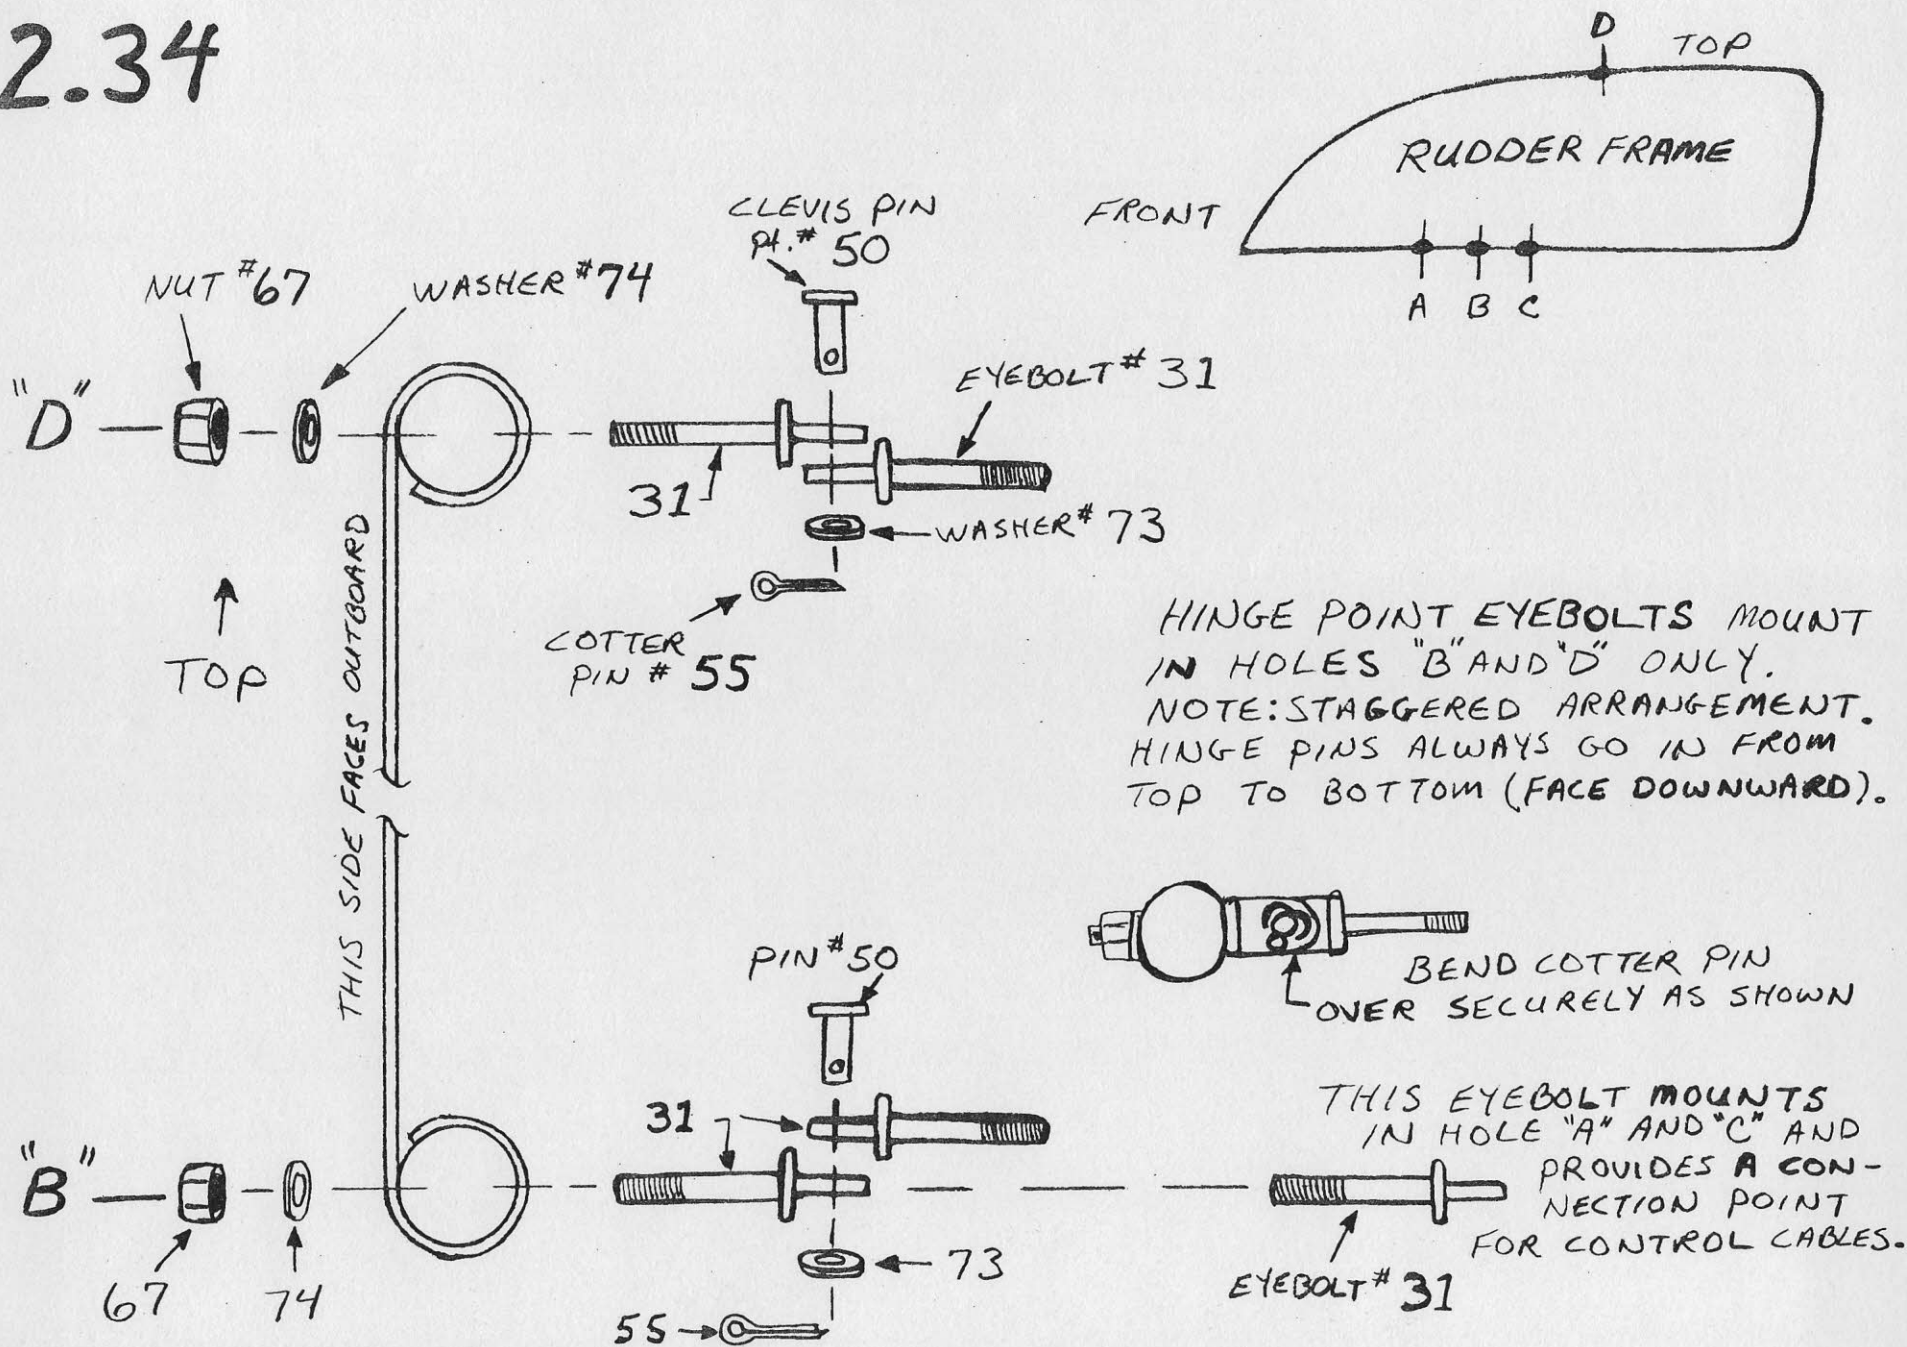 2.34
D
TOP
RUDDER FRAME
FRONT
A B C
CLEVIS PIN
Pt.# 50
NUT #67
WASHER #74
EYEBOLT # 31
"D"
31
WASHER # 73
COTTER
PIN # 55
TOP
THIS SIDE FACES OUTBOARD
HINGE POINT EYEBOLTS MOUNT
IN HOLES "B" AND "D" ONLY.
NOTE: STAGGERED ARRANGEMENT.
HINGE PINS ALWAYS GO IN FROM
TOP TO BOTTOM (FACE DOWNWARD).
BEND COTTER PIN
OVER SECURELY AS SHOWN
PIN #50
31
"B"
67
74
73
55
THIS EYEBOLT MOUNTS
IN HOLE "A" AND "C" AND
PROVIDES A CON-
NECTION POINT
FOR CONTROL CABLES.
EYEBOLT # 31